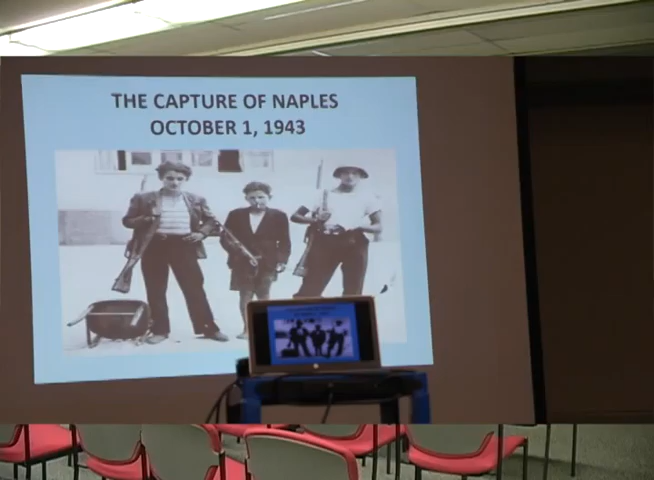 THE CAPTURE OF NAPLES
OCTOBER 1, 1943